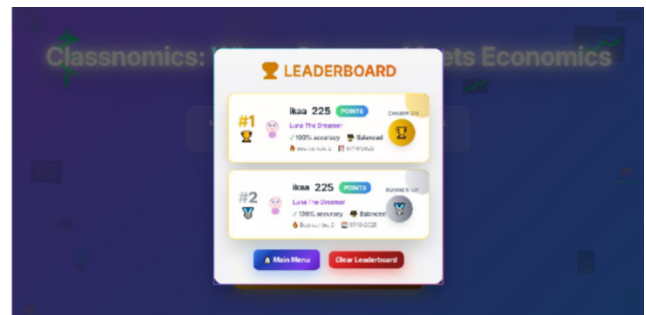 Classnomics: W
ets Economics
LEADERBOARD
#1
ikaa 225 POINTS
CHAMPION
Luna The Dreamer
✓100% accuracy Balanced
#2
ikaa 225 POINTS
RUNNER UP
Luna The Dreamer
✓100% accuracy Balanced
Main Menu
Clear Leaderboard